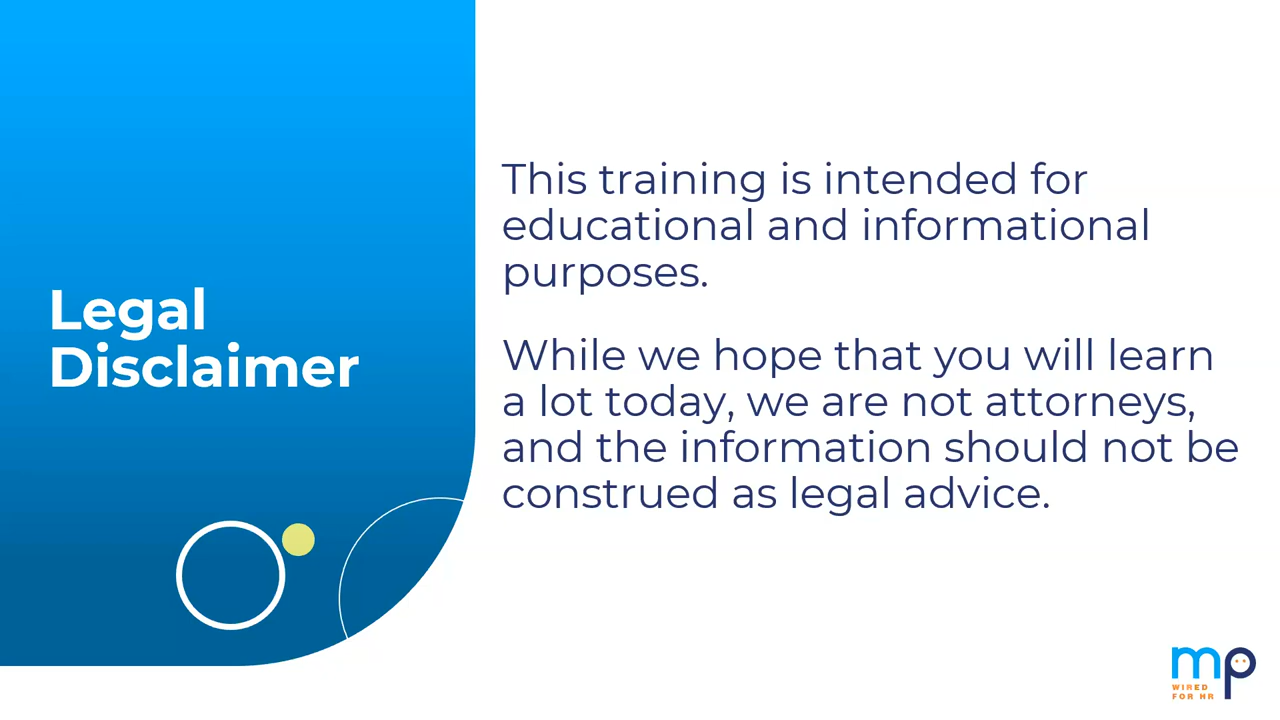 Legal
Disclaimer
This training is intended for
educational and informational
purposes.
While we hope that you will learn
a lot today, we are not attorneys,
and the information should not be
construed as legal advice.
mp
WIRED
FOR HR